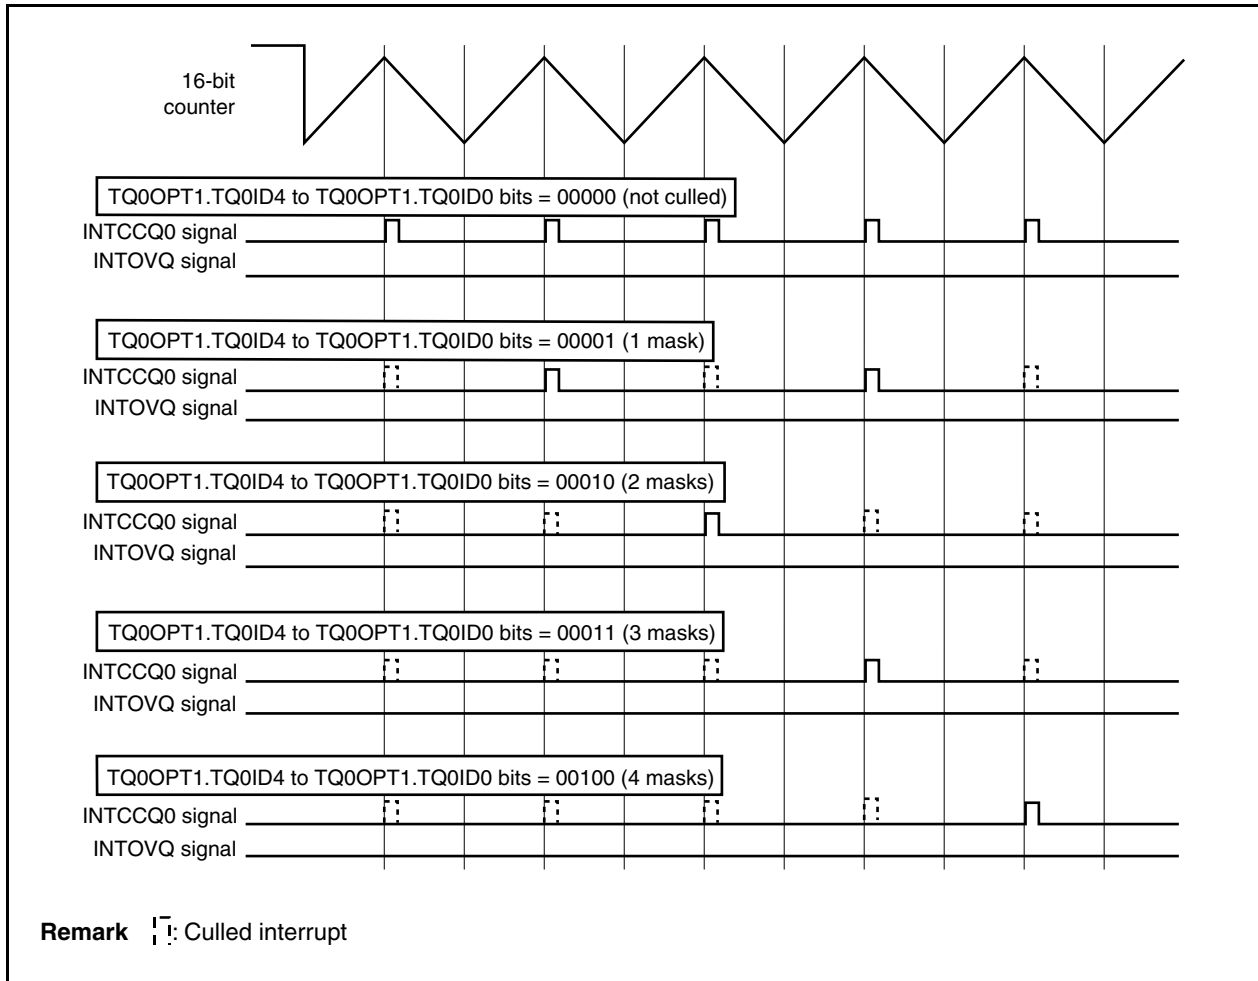 16-bit
counter
TQ0OPT1.TQ0ID4 to TQ0OPT1.TQ0ID0 bits = 00000 (not culled)
INTCCQ0 signal
INTOVQ signal
TQ0OPT1.TQ0ID4 to TQ0OPT1.TQ0ID0 bits = 00001 (1 mask)
INTCCQ0 signal
INTOVQ signal
TQ0OPT1.TQ0ID4 to TQ0OPT1.TQ0ID0 bits = 00010 (2 masks)
INTCCQ0 signal
INTOVQ signal
TQ0OPT1.TQ0ID4 to TQ0OPT1.TQ0ID0 bits = 00011 (3 masks)
INTCCQ0 signal
INTOVQ signal
TQ0OPT1.TQ0ID4 to TQ0OPT1.TQ0ID0 bits = 00100 (4 masks)
INTCCQ0 signal
INTOVQ signal
Remark : Culled interrupt